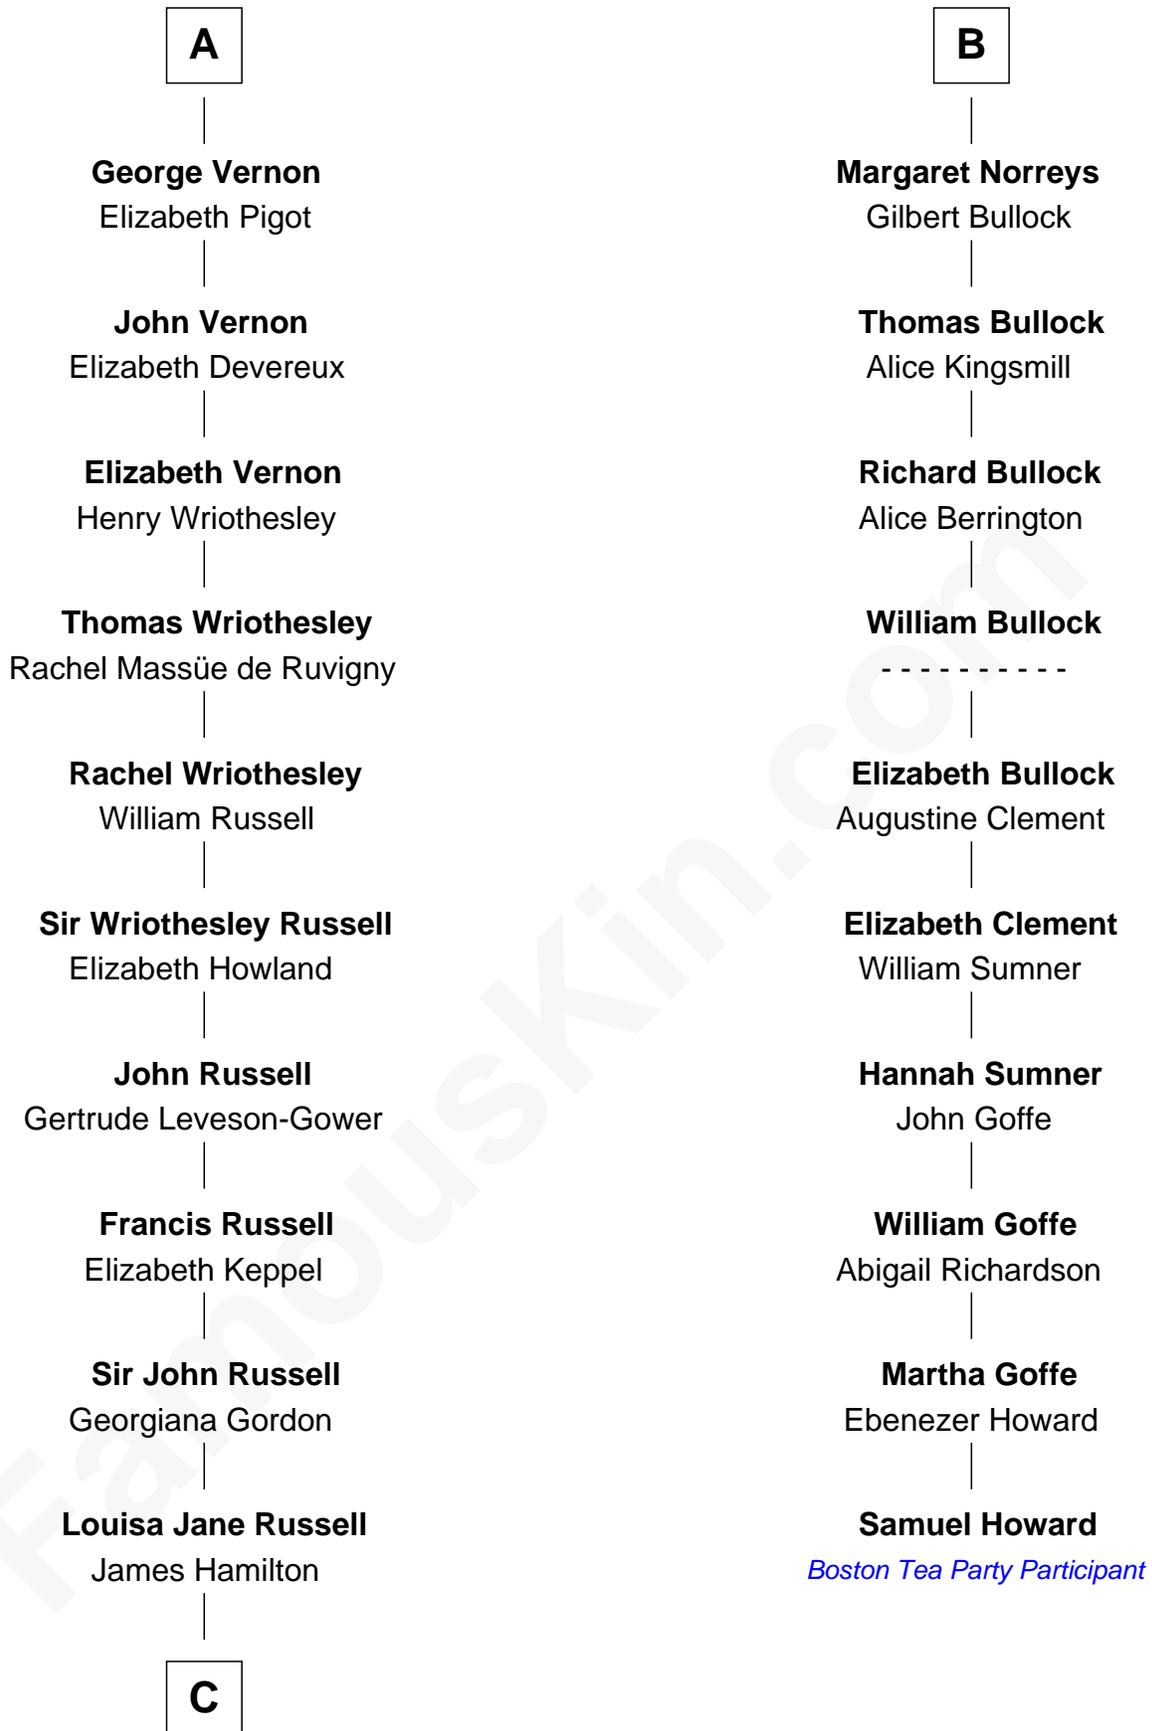 A
George Vernon
Elizabeth Pigot
John Vernon
Elizabeth Devereux
Elizabeth Vernon
Henry Wriothesley
Thomas Wriothesley
Rachel Massüe de Ruvigny
Rachel Wriothesley
William Russell
Sir Wriothesley Russell
Elizabeth Howland
John Russell
Gertrude Leveson-Gower
Francis Russell
Elizabeth Keppel
Sir John Russell
Georgiana Gordon
Louisa Jane Russell
James Hamilton
C
B
Margaret Norreys
Gilbert Bullock
Thomas Bullock
Alice Kingsmill
Richard Bullock
Alice Berrington
William Bullock
- - - - - - - - - -
Elizabeth Bullock
Augustine Clement
Elizabeth Clement
William Sumner
Hannah Sumner
John Goffe
William Goffe
Abigail Richardson
Martha Goffe
Ebenezer Howard
Samuel Howard
Boston Tea Party Participant
FamousKin.com